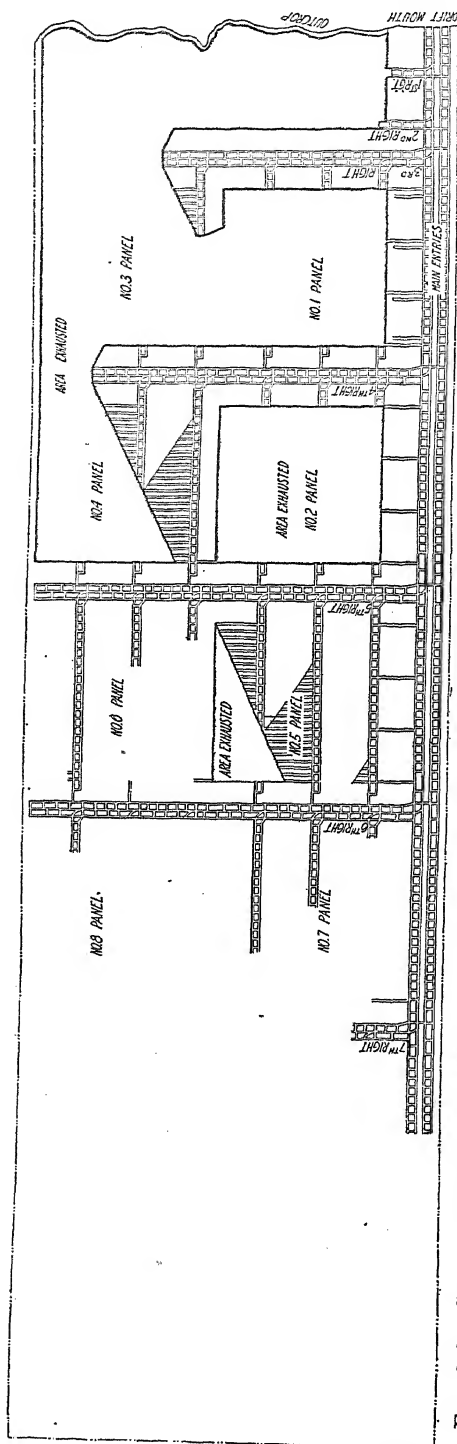 DRIFT MOUTH
OUTCROP
1ST RGT
2ND RIGHT
3RD RIGHT
MAIN ENTRIES
NO.3 PANEL
NO.1 PANEL
AREA EXHAUSTED
4TH RIGHT
NO.4 PANEL
AREA EXHAUSTED
NO.2 PANEL
5TH RIGHT
NO.6 PANEL
AREA EXHAUSTED
NO.5 PANEL
6TH RIGHT
NO.8 PANEL
NO.7 PANEL
7TH RIGHT